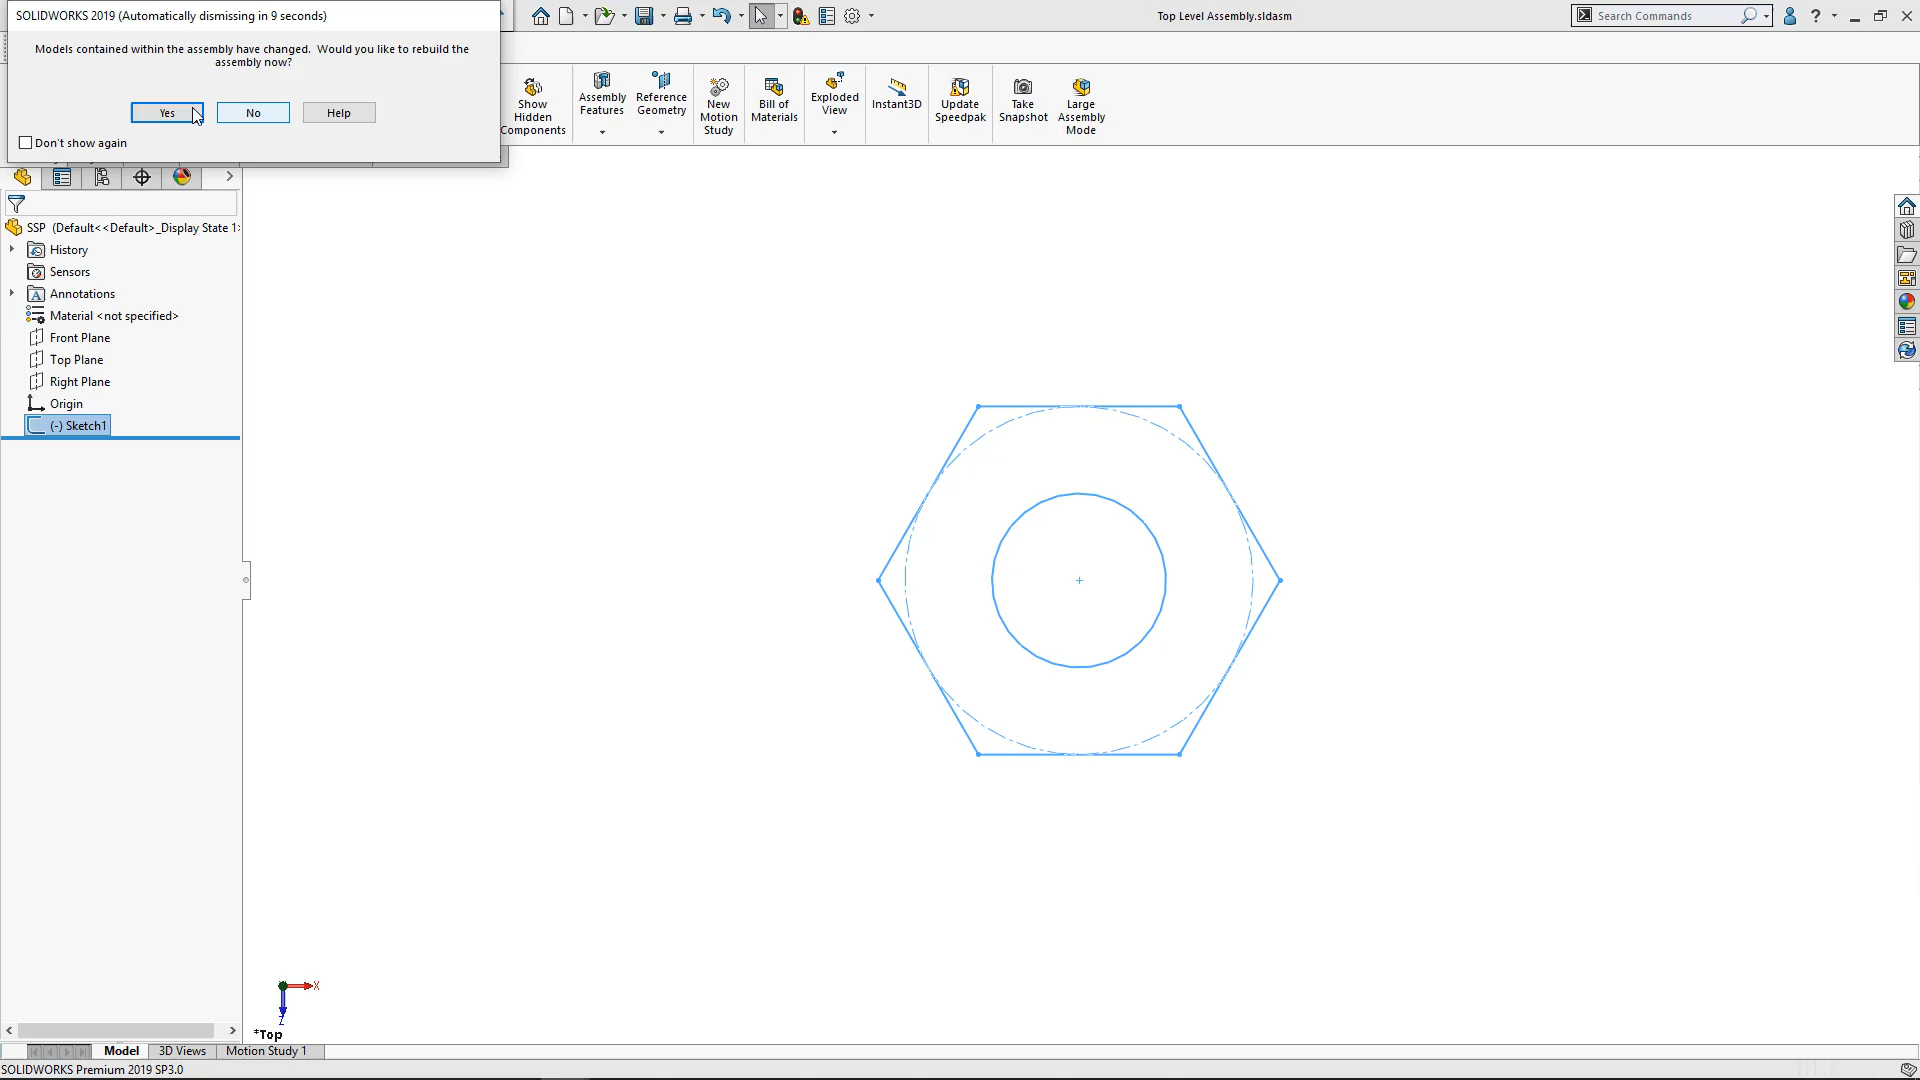 SOLIDWORKS 2019 (Automatically dismissing in 9 seconds)
Top Level Assembly.sldasm
Search Commands
?
Models contained within the assembly have changed. Would you like to rebuild the
assembly now?
Yes
No
Help
Don't show again
Show
Hidden
Components
Assembly
Features
Reference
Geometry
New
Motion
Study
Bill of
Materials
Exploded
View
Instant3D
Update
Speedpak
Take
Snapshot
Large
Assembly
Mode
SSP (Default<<Default>_Display State 1>
History
Sensors
Annotations
Material <not specified>
Front Plane
Top Plane
Right Plane
Origin
(-) Sketch1
X
Z
*Top
Model
3D Views
Motion Study 1
SOLIDWORKS Premium 2019 SP3.0